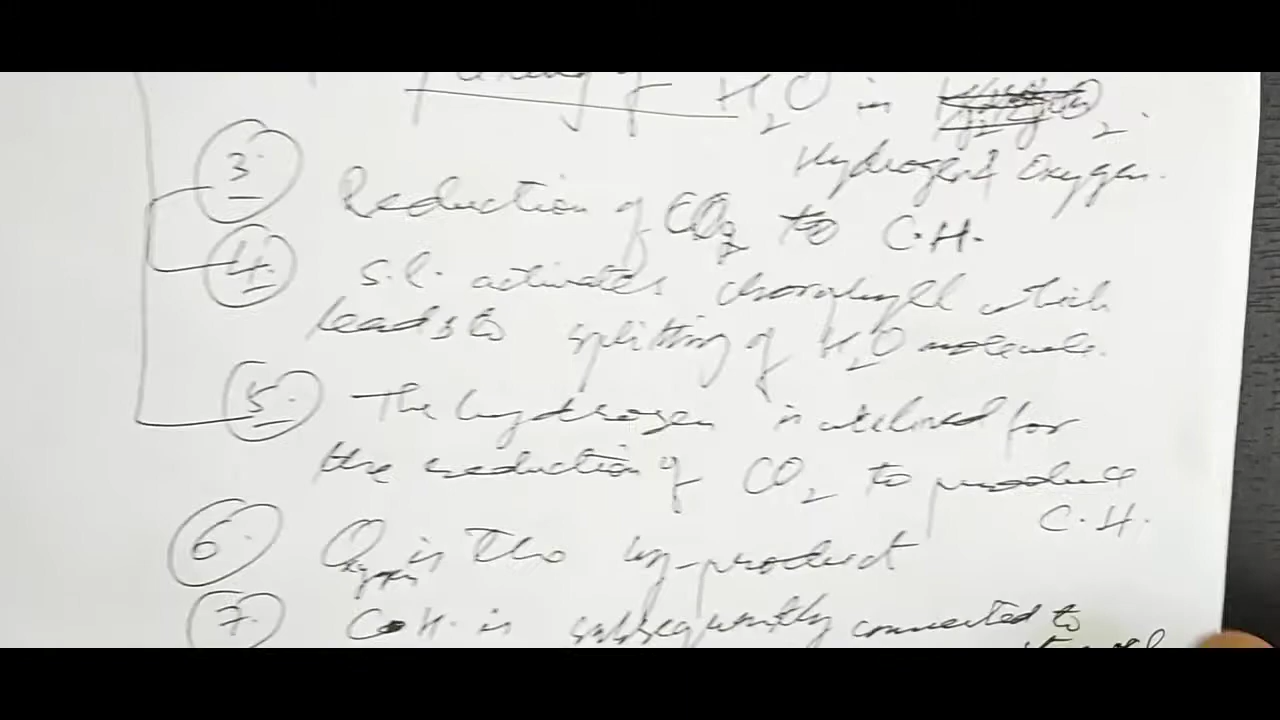 of H2O in
Hydrogen & Oxygen.
3. Reduction of CO2 to C.H.
4. S.L. activates chorophyll which
leads to splitting of H2O molecule.
5. The hydrogen is utilised for
the reduction of CO2 to produce
C.H.
6. Oxygen is the by-product
7. C.H. is subsequently converted to